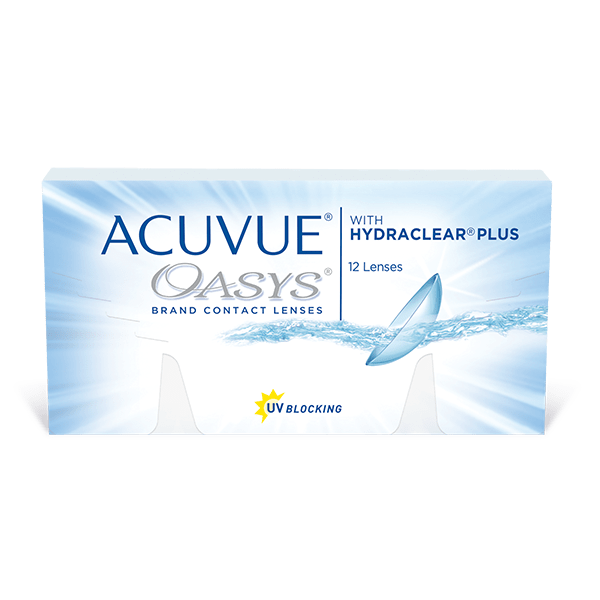 ACUVUE®
OASYS®
BRAND CONTACT LENSES
WITH
HYDRACLEAR® PLUS
12 Lenses
UV BLOCKING